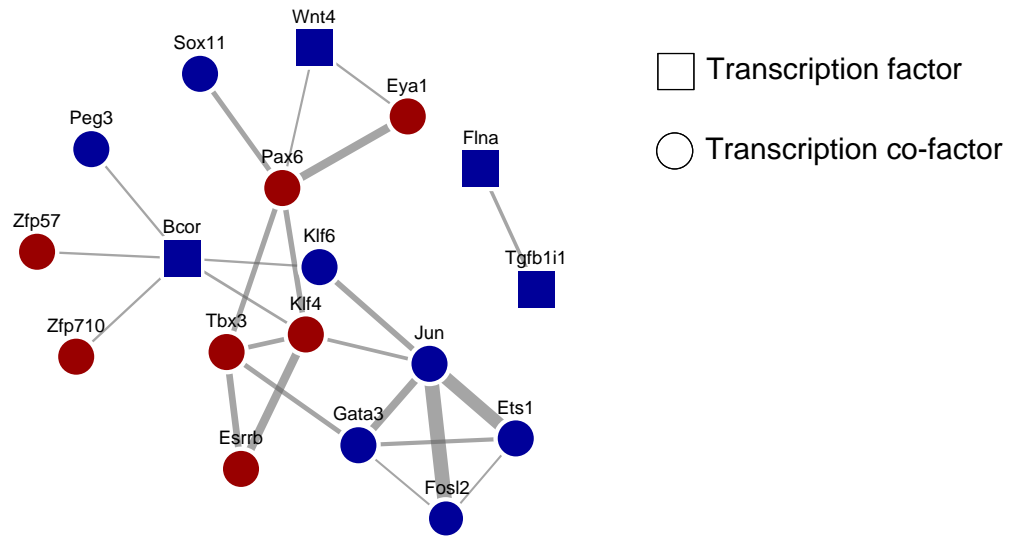 Wnt4
Sox11
Eya1
Peg3
Flna
Pax6
Zfp57
Bcor
Klf6
Tgfb1i1
Klf4
Zfp710
Tbx3
Jun
Gata3
Ets1
Esrrb
Fosl2
Transcription factor
Transcription co-factor